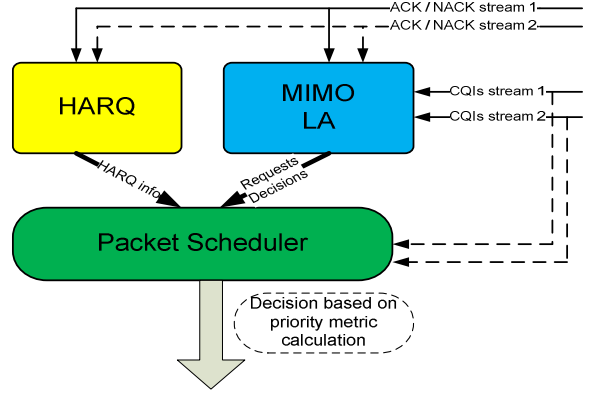 ACK / NACK stream 1
ACK / NACK stream 2
HARQ
MIMO
LA
CQIs stream 1
CQIs stream 2
HARQ info
Requests
Decisions
Packet Scheduler
Decision based on
priority metric
calculation